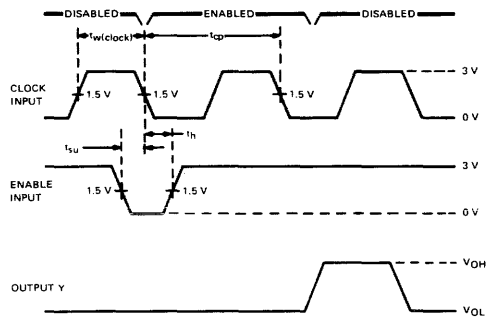 DISABLED ENABLED DISABLED
tw(clock) tcp
3 V
CLOCK INPUT
1.5 V 1.5 V 1.5 V
0 V
th
tsu
3 V
ENABLE INPUT
1.5 V 1.5 V
0 V
VOH
OUTPUT Y
VOL